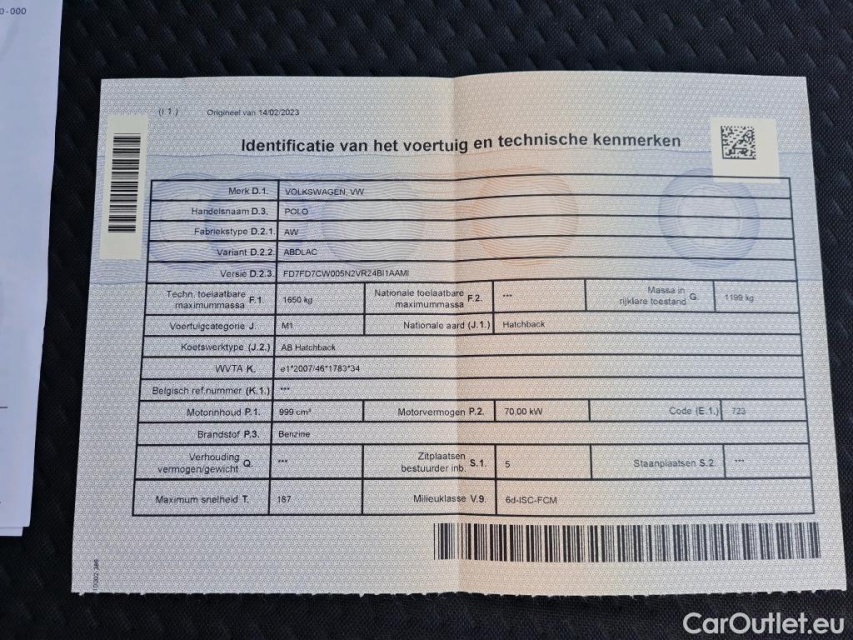 0-000
(I 1.) Origineel van 14/02/2023
Identificatie van het voertuig en technische kenmerken
Merk D.1. VOLKSWAGEN, VW
Handelsnaam D.3. POLO
Fabriekstype D.2.1. AW
Variant D.2.2. ABDLAC
Versie D.2.3. FD7FD7CW005N2VR24BI1AAMI
Techn. toelaatbare maximummassa F.1. 1650 kg Nationale toelaatbare maximummassa F.2. *** Massa in rijklare toestand G. 1199 kg
Voertuigcategorie J. M1 Nationale aard (J.1.) Hatchback
Koetswerktype (J.2.) AB Hatchback
WVTA K. e1*2007/46*1783*34
Belgisch ref.nummer (K.1.) ***
Motorinhoud P.1. 999 cm³ Motorvermogen P.2. 70,00 kW Code (E.1.) 723
Brandstof P.3. Benzine
Verhouding vermogen/gewicht Q. *** Zitplaatsen bestuurder inb. S.1. 5 Staanplaatsen S.2. ***
Maximum snelheid T. 187 Milieuklasse V.9. 6d-ISC-FCM
CarOutlet.eu